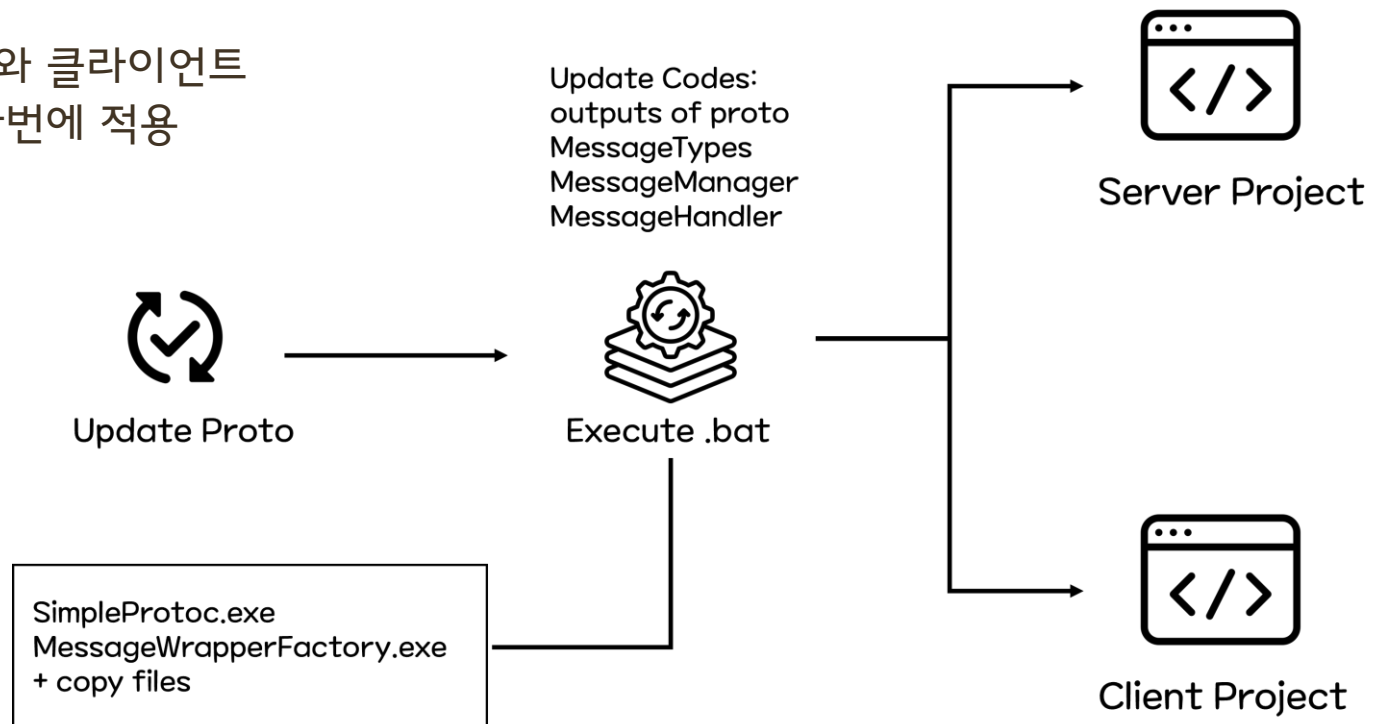 와 클라이언트
번에 적용
Update Codes:
outputs of proto
MessageTypes
MessageManager
MessageHandler
Server Project
Update Proto
Execute .bat
SimpleProtoc.exe
MessageWrapperFactory.exe
+ copy files
Client Project